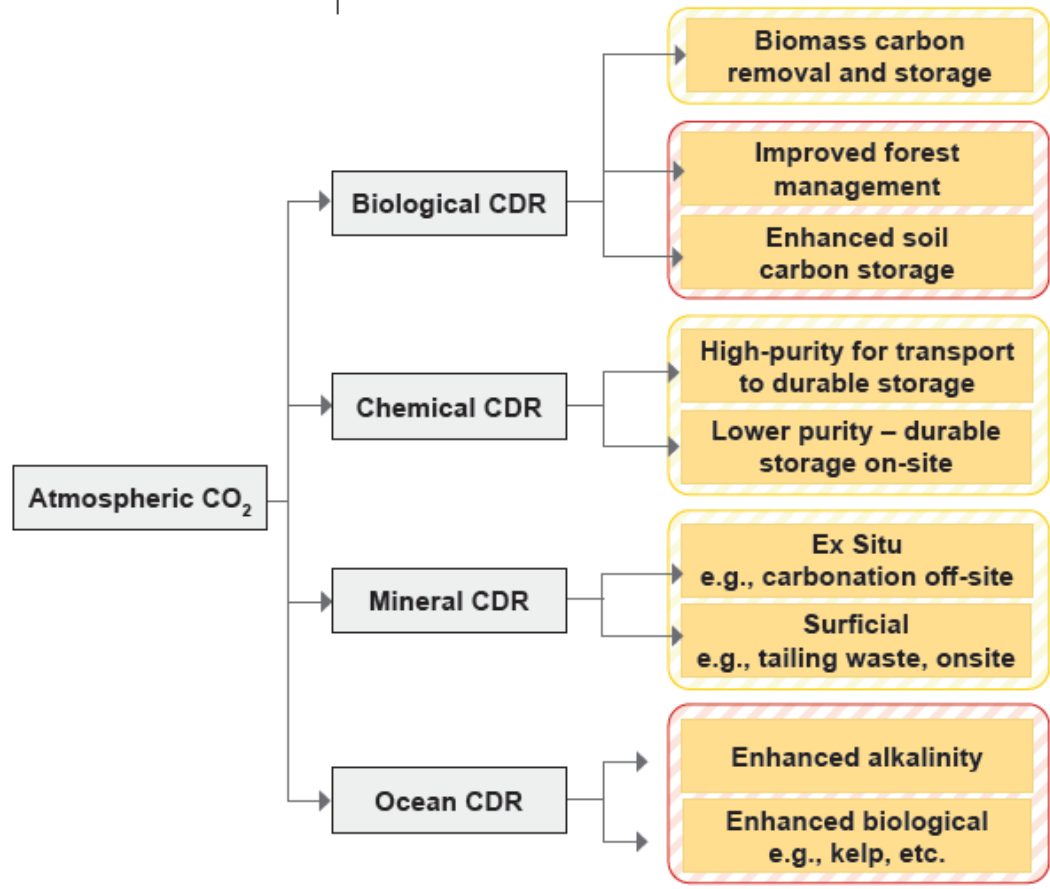 Biomass carbon
removal and storage
Improved forest
management
Biological CDR
Enhanced soil
carbon storage
High-purity for transport
to durable storage
Chemical CDR
Lower purity – durable
storage on-site
Atmospheric CO₂
Ex Situ
e.g., carbonation off-site
Mineral CDR
Surficial
e.g., tailing waste, onsite
Enhanced alkalinity
Ocean CDR
Enhanced biological
e.g., kelp, etc.